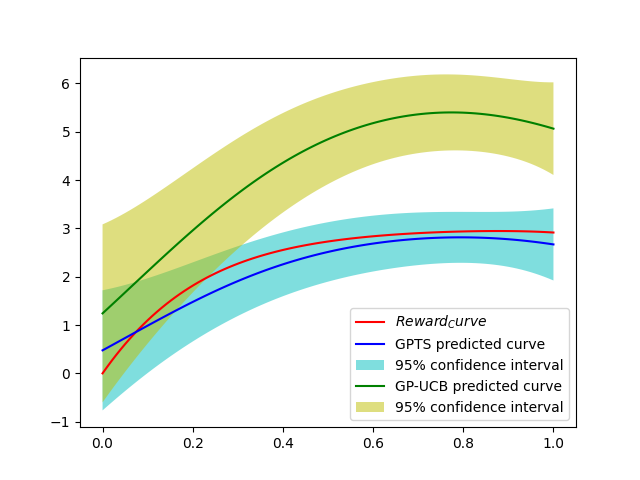 6
5
4
3
2
1
0
−1
0.0 0.2 0.4 0.6 0.8 1.0
Reward_Curve
GPTS predicted curve
95% confidence interval
GP-UCB predicted curve
95% confidence interval